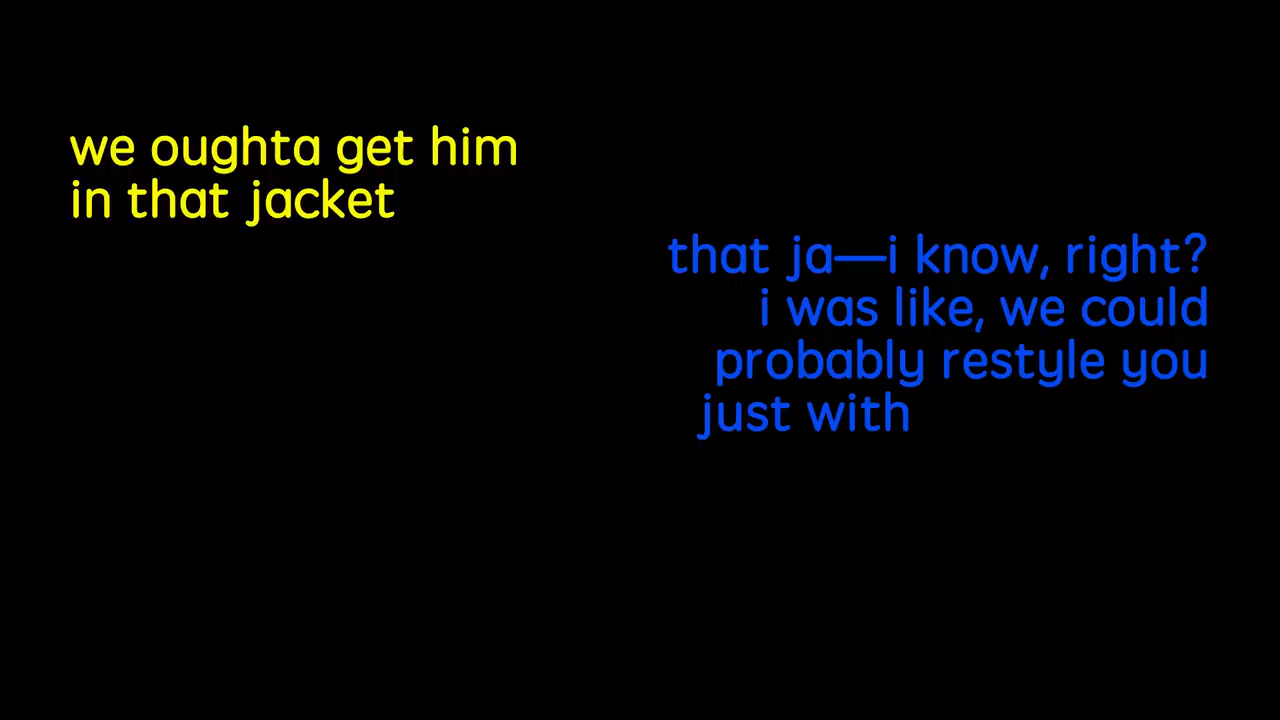 we oughta get him
in that jacket
that ja—i know, right?
i was like, we could
probably restyle you
just with